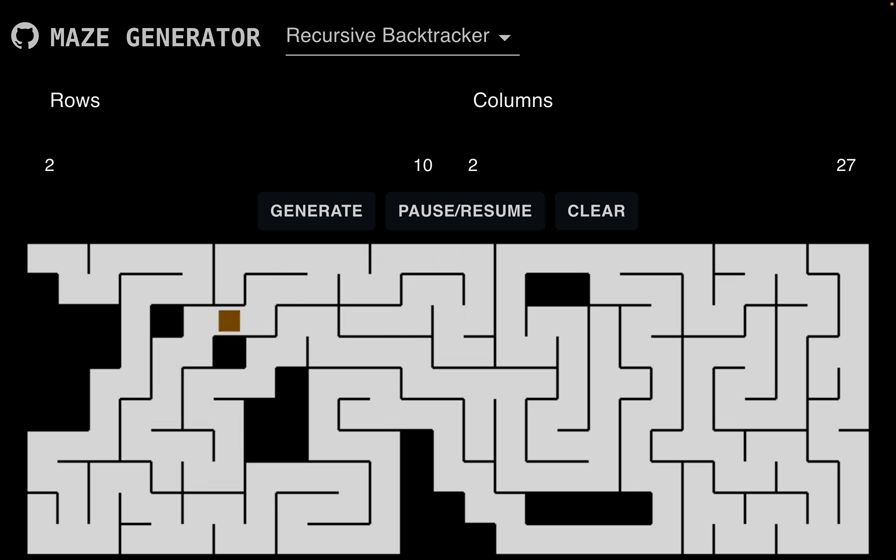 MAZE GENERATOR Recursive Backtracker
Rows Columns
2 10 2 27
GENERATE PAUSE/RESUME CLEAR